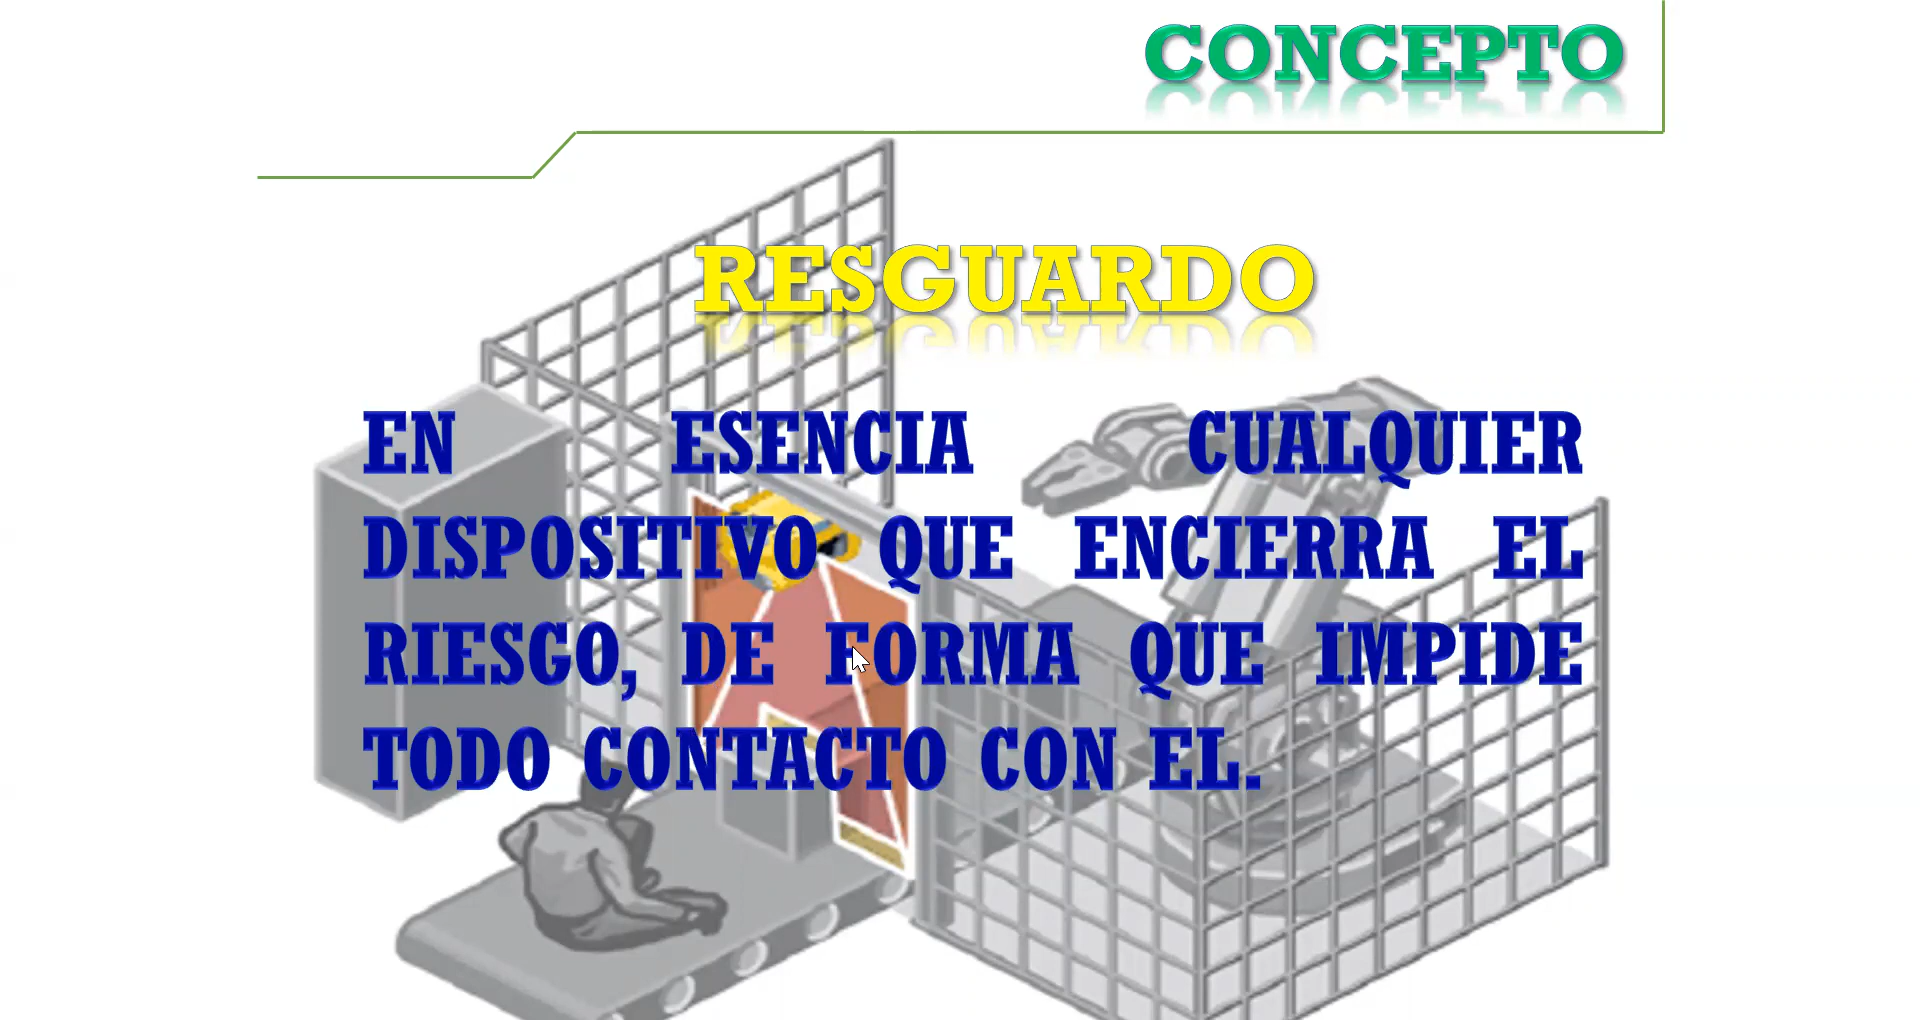 CONCEPTO
RESGUARDO
EN ESENCIA CUALQUIER
DISPOSITIVO QUE ENCIERRA EL
RIESGO, DE FORMA QUE IMPIDE
TODO CONTACTO CON EL.